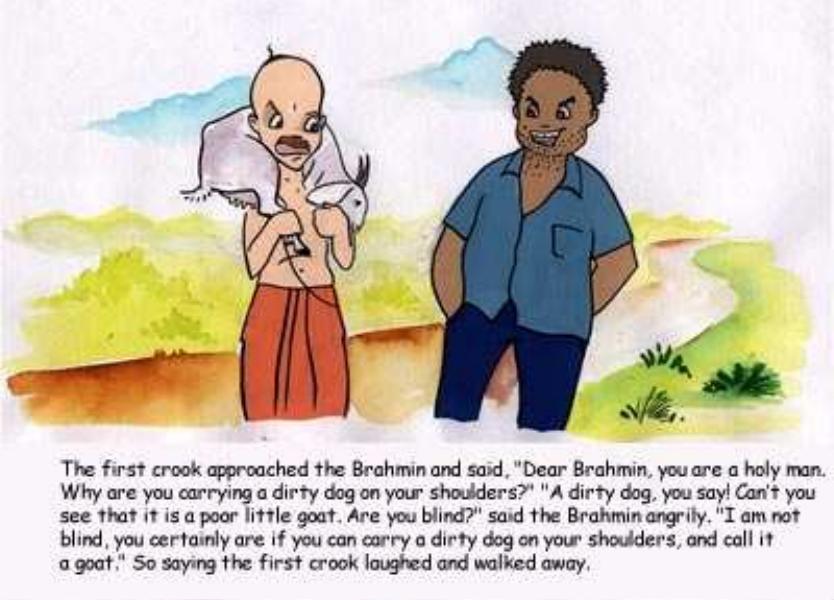 The first crook approached the Brahmin and said, "Dear Brahmin, you are a holy man.
Why are you carrying a dirty dog on your shoulders?" "A dirty dog, you say! Can't you
see that it is a poor little goat. Are you blind?" said the Brahmin angrily. "I am not
blind, you certainly are if you can carry a dirty dog on your shoulders, and call it
a goat." So saying the first crook laughed and walked away.